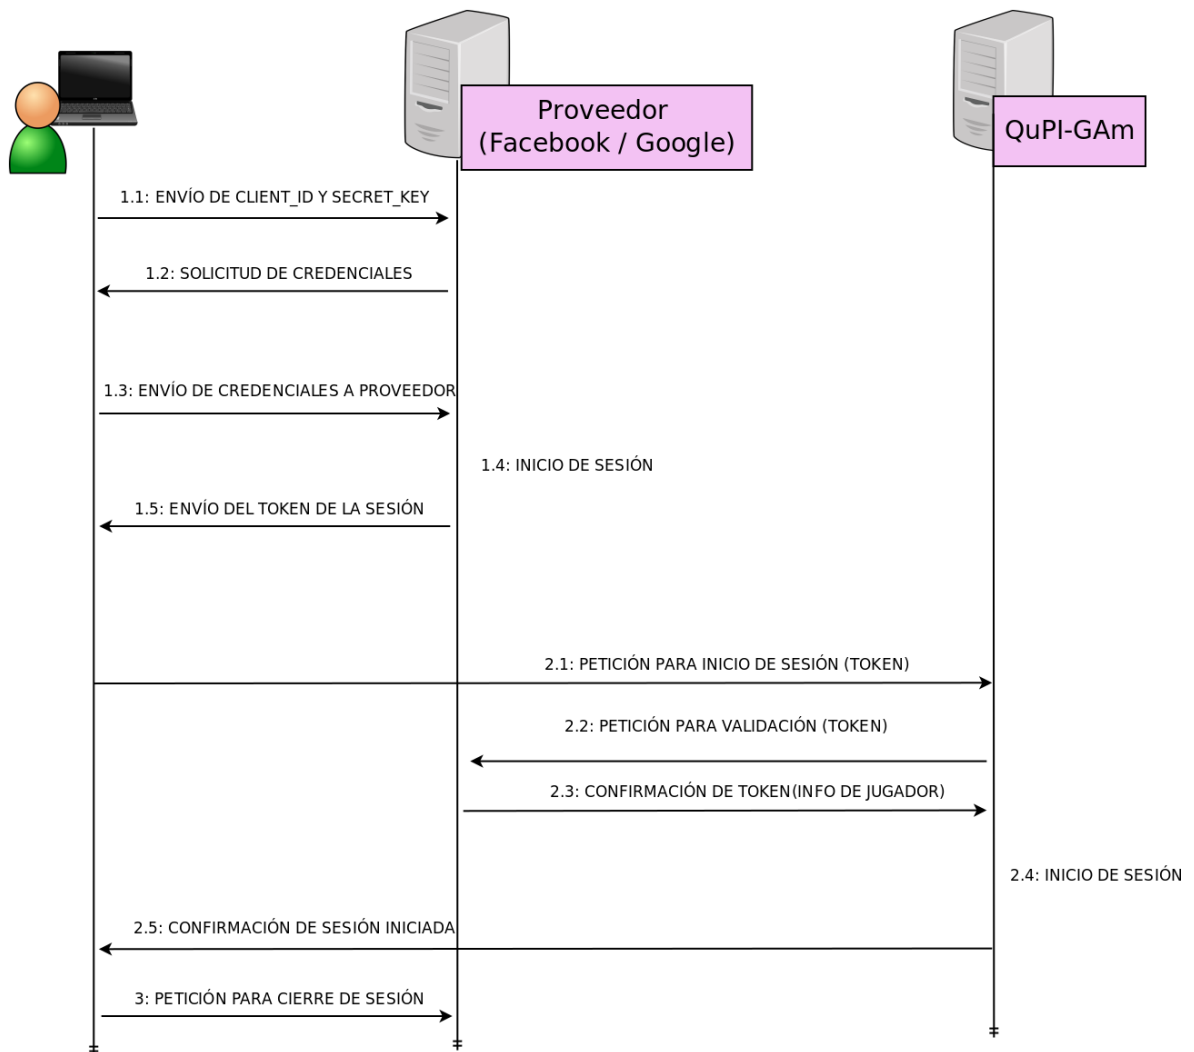 Proveedor
(Facebook / Google)
QuPI-GAm
1.1: ENVÍO DE CLIENT_ID Y SECRET_KEY
1.2: SOLICITUD DE CREDENCIALES
1.3: ENVÍO DE CREDENCIALES A PROVEEDOR
1.4: INICIO DE SESIÓN
1.5: ENVÍO DEL TOKEN DE LA SESIÓN
2.1: PETICIÓN PARA INICIO DE SESIÓN (TOKEN)
2.2: PETICIÓN PARA VALIDACIÓN (TOKEN)
2.3: CONFIRMACIÓN DE TOKEN(INFO DE JUGADOR)
2.4: INICIO DE SESIÓN
2.5: CONFIRMACIÓN DE SESIÓN INICIADA
3: PETICIÓN PARA CIERRE DE SESIÓN